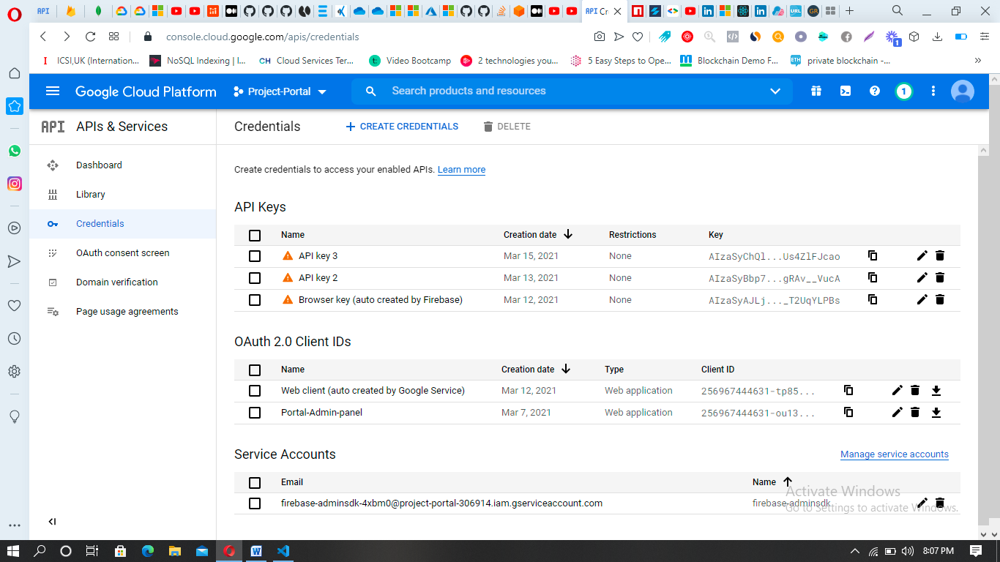 API
API Cr
console.cloud.google.com/apis/credentials
1
ICSI,UK (Internation...
NoSQL Indexing | I...
CH Cloud Services Ter...
Video Bootcamp
2 technologies you...
5 Easy Steps to Ope...
Blockchain Demo F...
ETH private blockchain -...
»
Google Cloud Platform
Project-Portal
Search products and resources
1
API APIs & Services
Credentials
CREATE CREDENTIALS
DELETE
Dashboard
Library
Credentials
OAuth consent screen
Domain verification
Page usage agreements
Create credentials to access your enabled APIs. Learn more
API Keys
Name Creation date Restrictions Key
API key 3 Mar 15, 2021 None AIzaSyChQl...Us4ZlFJcao
API key 2 Mar 13, 2021 None AIzaSyBbp7...gRAv__VucA
Browser key (auto created by Firebase) Mar 12, 2021 None AIzaSyAJLj..._T2UqYLPBs
OAuth 2.0 Client IDs
Name Creation date Type Client ID
Web client (auto created by Google Service) Mar 12, 2021 Web application 256967444631-tp85...
Portal-Admin-panel Mar 7, 2021 Web application 256967444631-ou13...
Service Accounts
Manage service accounts
Email Name
firebase-adminsdk-4xbm0@project-portal-306914.iam.gserviceaccount.com firebase-adminsdk
Activate Windows
Go to Settings to activate Windows.
8:07 PM